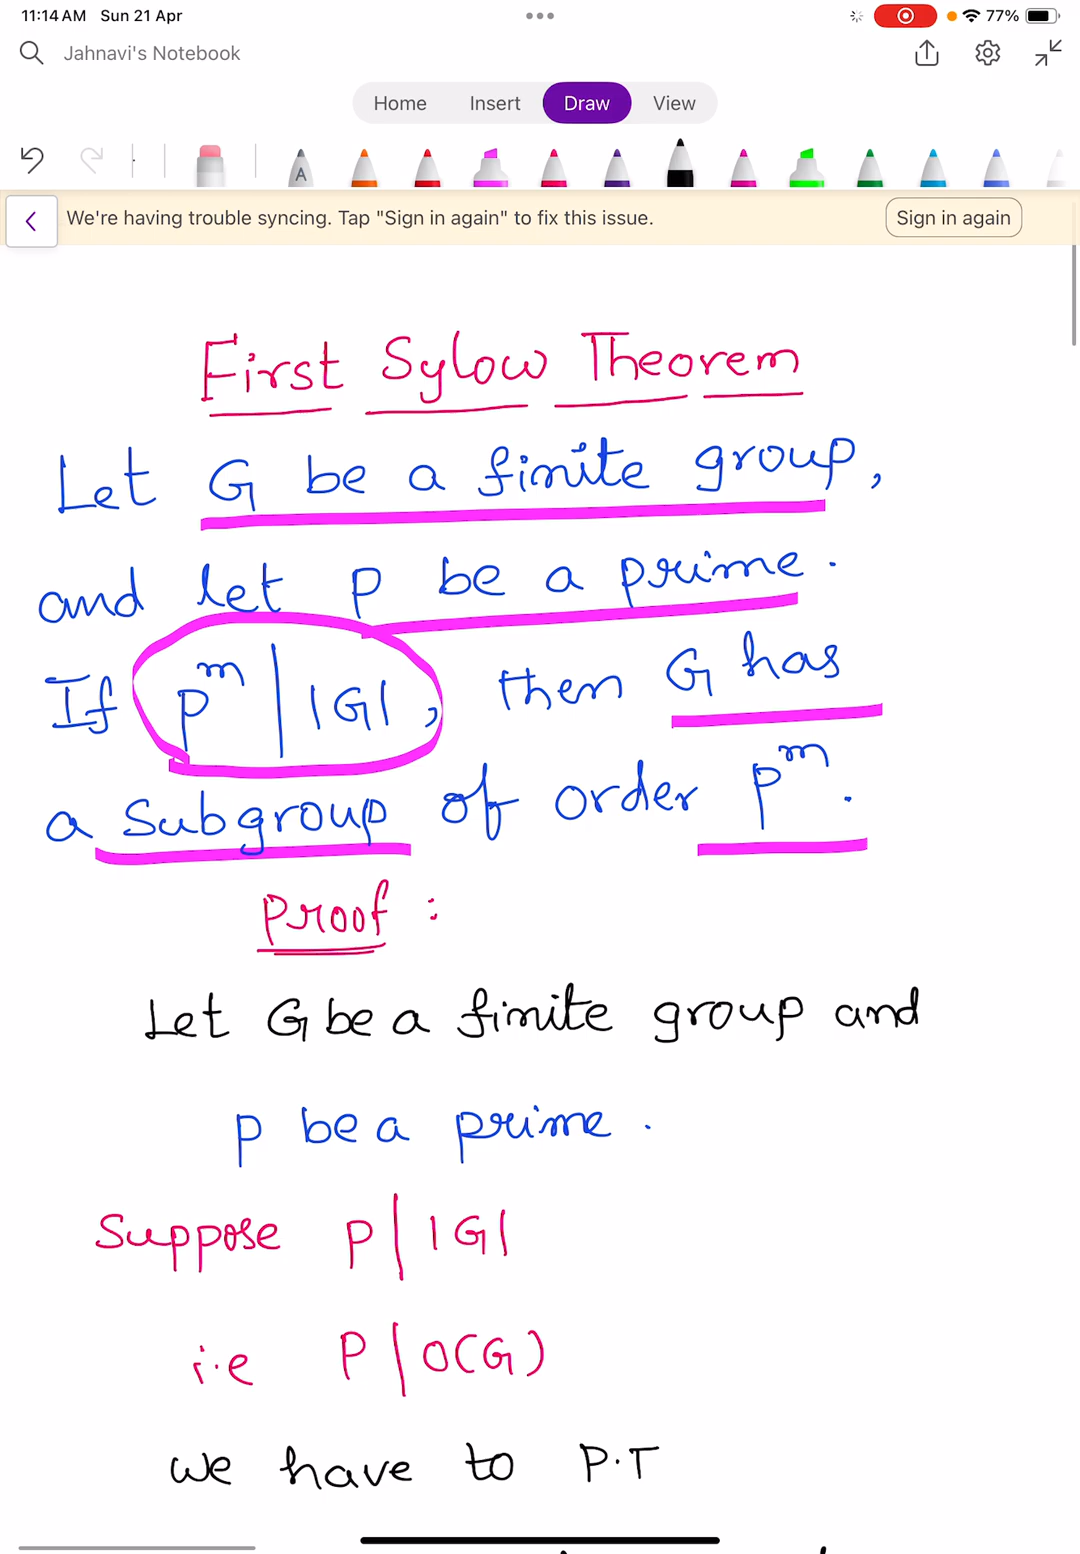 11:14 AM Sun 21 Apr
77%
Jahnavi's Notebook
Home Insert Draw View
A
We're having trouble syncing. Tap "Sign in again" to fix this issue.
Sign in again
First Sylow Theorem
Let G be a finite group,
and let p be a prime.
If p^m | |G|, then G has
a subgroup of order p^m.
Proof :
Let G be a finite group and
p be a prime.
Suppose P | |G|
i.e P | O(G)
we have to P.T